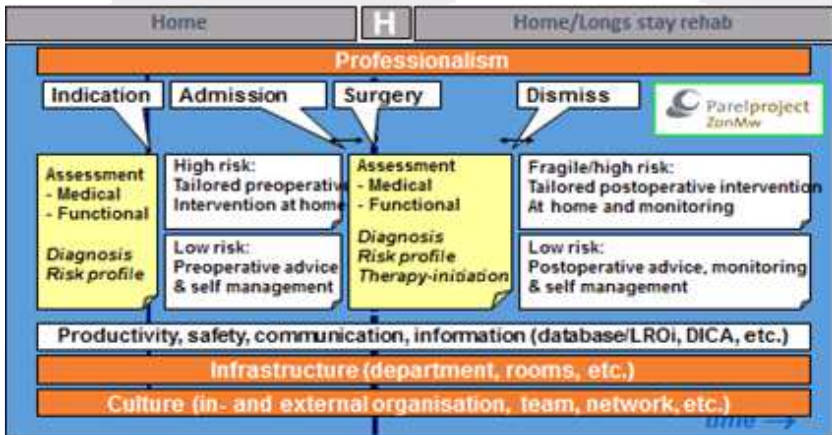 Home
H
Home/Longs stay rehab
Professionalism
Indication
Admission
Surgery
Dismiss
Parelproject
ZonMw
Assessment
- Medical
- Functional
Diagnosis
Risk profile
High risk:
Tailored preoperative
Intervention at home
Low risk:
Preoperative advice
& self management
Assessment
- Medical
- Functional
Diagnosis
Risk profile
Therapy-initiation
Fragile/high risk:
Tailored postoperative intervention
At home and monitoring
Low risk:
Postoperative advice, monitoring
& self management
Productivity, safety, communication, information (database/LROi, DICA, etc.)
Infrastructure (department, rooms, etc.)
Culture (in- and external organisation, team, network, etc.)
time →